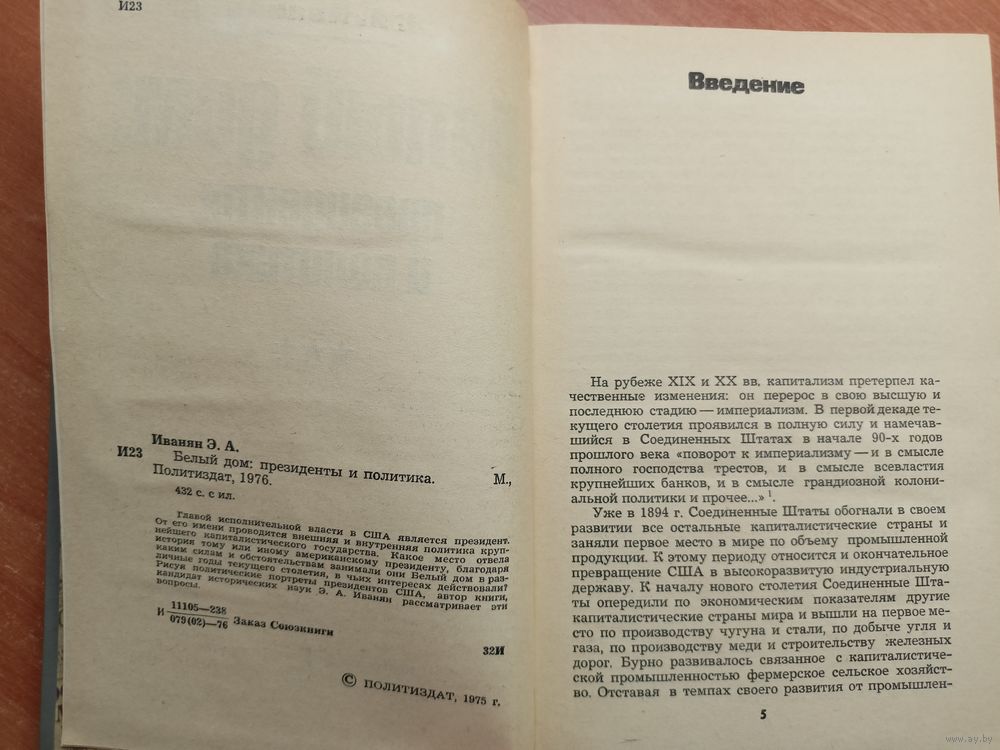 И23
Иванян Э. А.
И23 Белый дом: президенты и политика. М.,
Политиздат, 1976.
432 с. с ил.
Главой исполнительной власти в США является президент.
От его имени проводится внешняя и внутренняя политика круп-
нейшего капиталистического государства. Какое место отвела
история тому или иному американскому президенту, благодаря
каким силам и обстоятельствам занимали они Белый дом в раз-
личные годы текущего столетия, в чьих интересах действовали?
Рисуя политические портреты президентов США, автор книги,
кандидат исторических наук Э. А. Иванян рассматривает эти
вопросы.
И 11105—238
079(02)—76 Заказ Союзкниги
32И
© ПОЛИТИЗДАТ, 1975 г.
Введение
На рубеже XIX и XX вв. капитализм претерпел ка-
чественные изменения: он перерос в свою высшую и
последнюю стадию — империализм. В первой декаде те-
кущего столетия проявился в полную силу и намечав-
шийся в Соединенных Штатах в начале 90-х годов
прошлого века «поворот к империализму — и в смысле
полного господства трестов, и в смысле всевластия
крупнейших банков, и в смысле грандиозной колони-
альной политики и прочее...» 1.
Уже в 1894 г. Соединенные Штаты обогнали в своем
развитии все остальные капиталистические страны и
заняли первое место в мире по объему промышленной
продукции. К этому периоду относится и окончательное
превращение США в высокоразвитую индустриальную
державу. К началу нового столетия Соединенные Шта-
ты опередили по экономическим показателям другие
капиталистические страны мира и вышли на первое ме-
сто по производству чугуна и стали, по добыче угля и
газа, по производству меди и строительству железных
дорог. Бурно развивалось связанное с капиталистиче-
ской промышленностью фермерское сельское хозяйст-
во. Отставая в темпах своего развития от промышлен-
5
www.ay.by